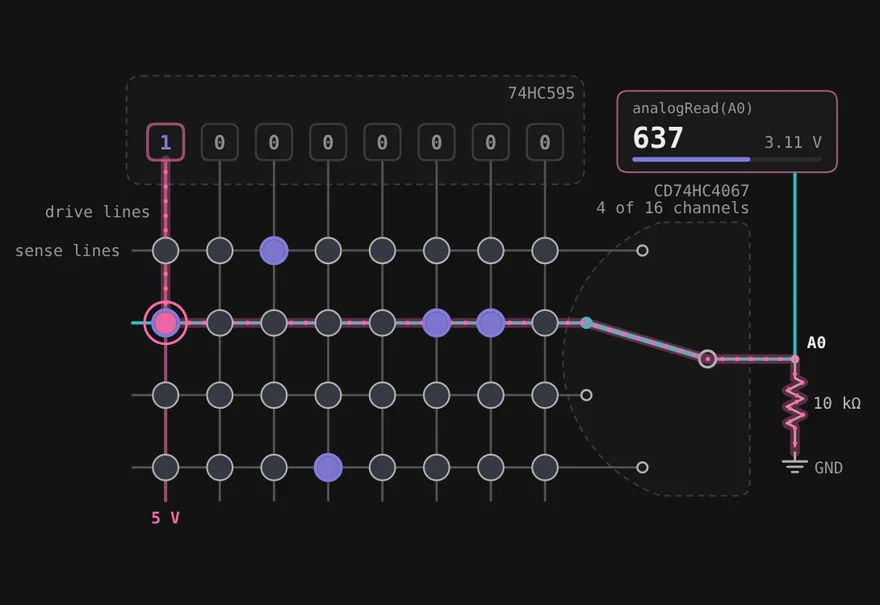 74HC595
analogRead(A0)
1 0 0 0 0 0 0 0
637 3.11 V
CD74HC4067
4 of 16 channels
drive lines
sense lines
A0
10 kΩ
GND
5 V